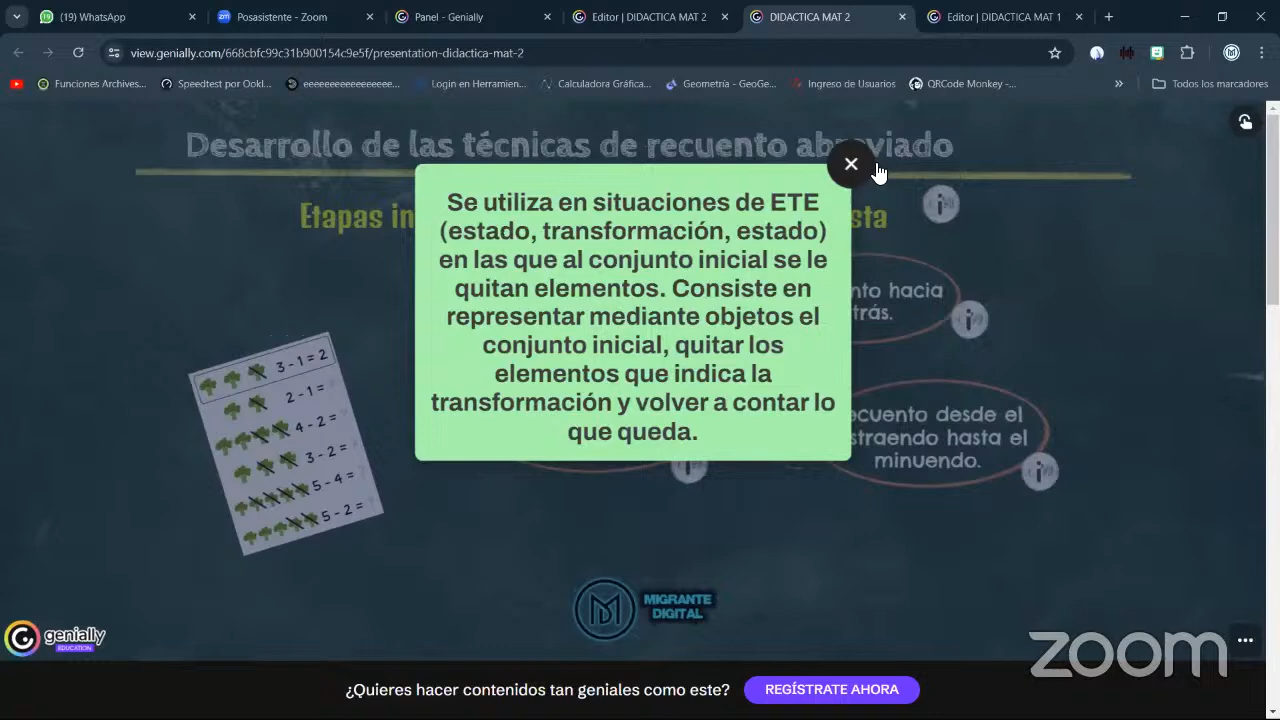 (19) WhatsApp
Posasistente - Zoom
Panel - Genially
Editor | DIDACTICA MAT 2
DIDACTICA MAT 2
Editor | DIDACTICA MAT 1
view.genially.com/668cbfc99c31b900154c9e5f/presentation-didactica-mat-2
Funciones Archives...
Speedtest por Ookl...
eeeeeeeeeeeeeeee...
Login en Herramien...
Calculadora Gráfica...
Geometría - GeoGe...
Ingreso de Usuarios
QRCode Monkey -...
Todos los marcadores
Desarrollo de las técnicas de recuento abreviado
Etapas in
sta
Se utiliza en situaciones de ETE
(estado, transformación, estado)
en las que al conjunto inicial se le
quitan elementos. Consiste en
representar mediante objetos el
conjunto inicial, quitar los
elementos que indica la
transformación y volver a contar lo
que queda.
nto hacia
trás.
ecuento desde el
straendo hasta el
minuendo.
3 - 1 = 2
2 - 1 =
4 - 2 =
3 - 2 =
5 - 4 =
5 - 2 =
MIGRANTE
DIGITAL
genially
EDUCATION
zoom
¿Quieres hacer contenidos tan geniales como este?
REGÍSTRATE AHORA